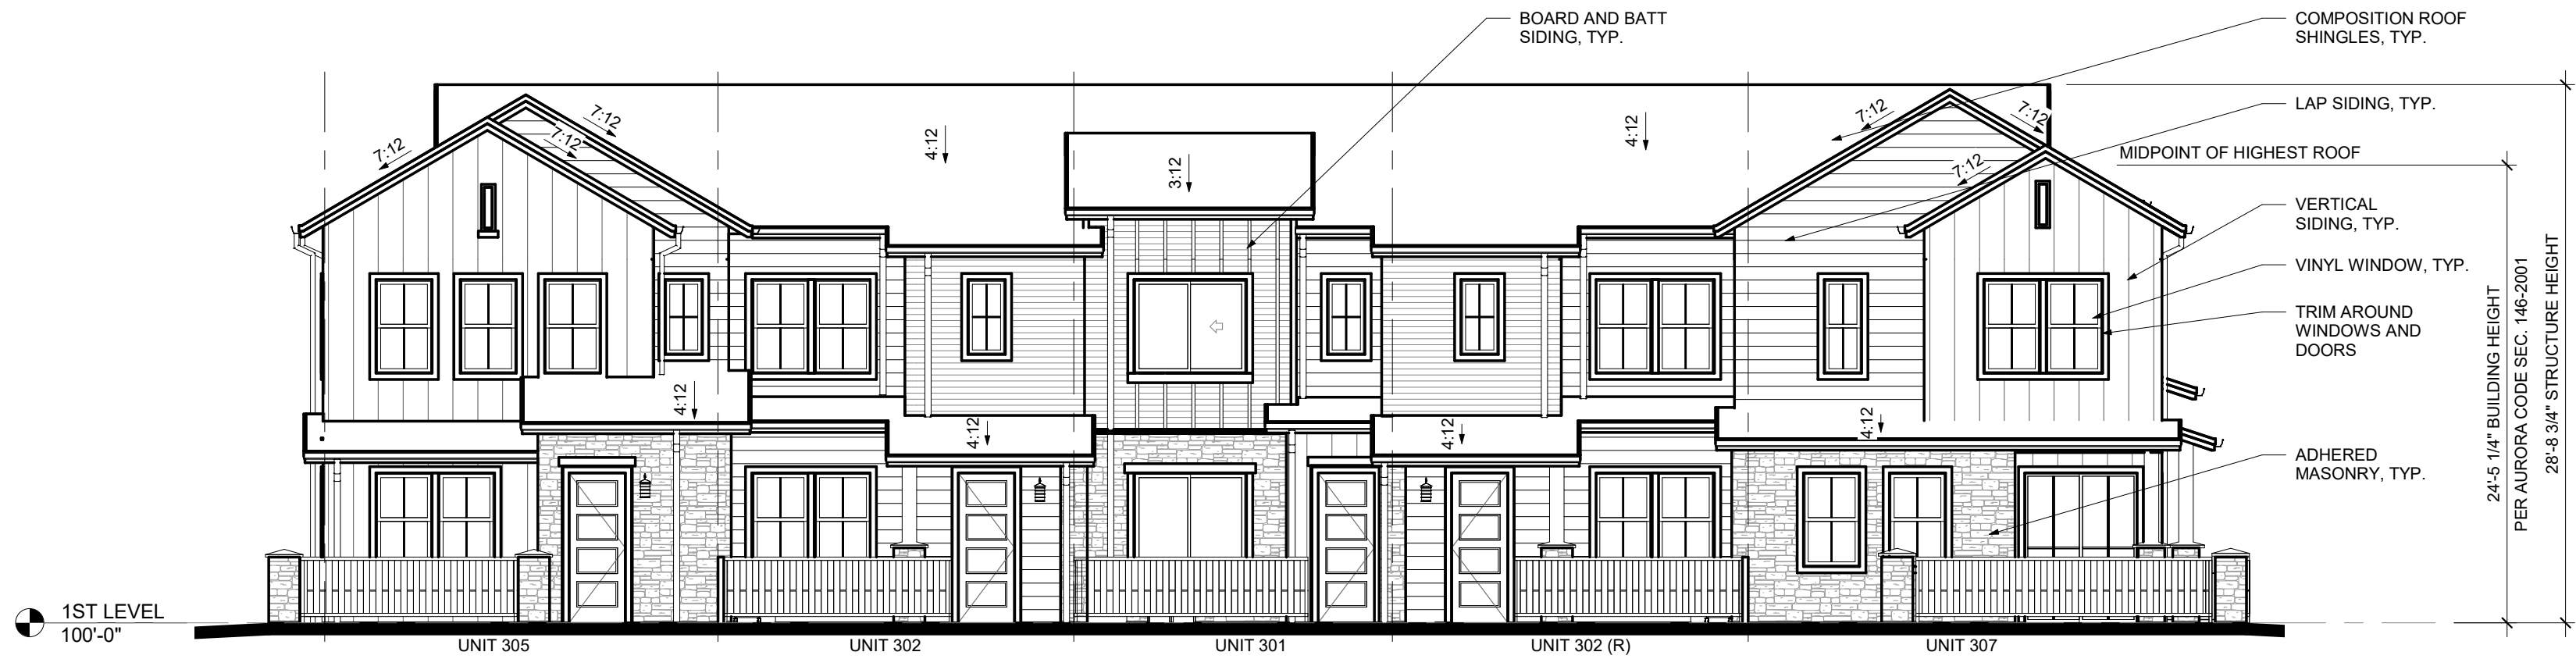 BOARD AND BATT
SIDING, TYP.
COMPOSITION ROOF
SHINGLES, TYP.
LAP SIDING, TYP.
MIDPOINT OF HIGHEST ROOF
VERTICAL
SIDING, TYP.
VINYL WINDOW, TYP.
TRIM AROUND
WINDOWS AND
DOORS
ADHERED
MASONRY, TYP.
24'-5 1/4" BUILDING HEIGHT
PER AURORA CODE SEC. 146-2001
28'-8 3/4" STRUCTURE HEIGHT
7:12
7:12
7:12
4:12
3:12
4:12
7:12
7:12
7:12
4:12
4:12
4:12
4:12
1ST LEVEL
100'-0"
UNIT 305
UNIT 302
UNIT 301
UNIT 302 (R)
UNIT 307